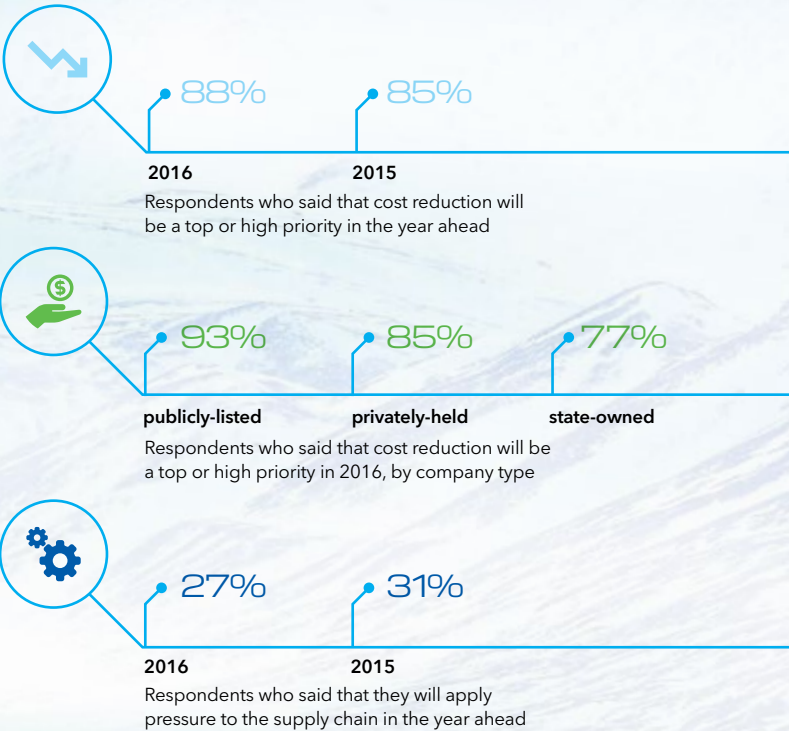 88% 85%
2016 2015
Respondents who said that cost reduction will
be a top or high priority in the year ahead
$
93% 85% 77%
publicly-listed privately-held state-owned
Respondents who said that cost reduction will be
a top or high priority in 2016, by company type
27% 31%
2016 2015
Respondents who said that they will apply
pressure to the supply chain in the year ahead